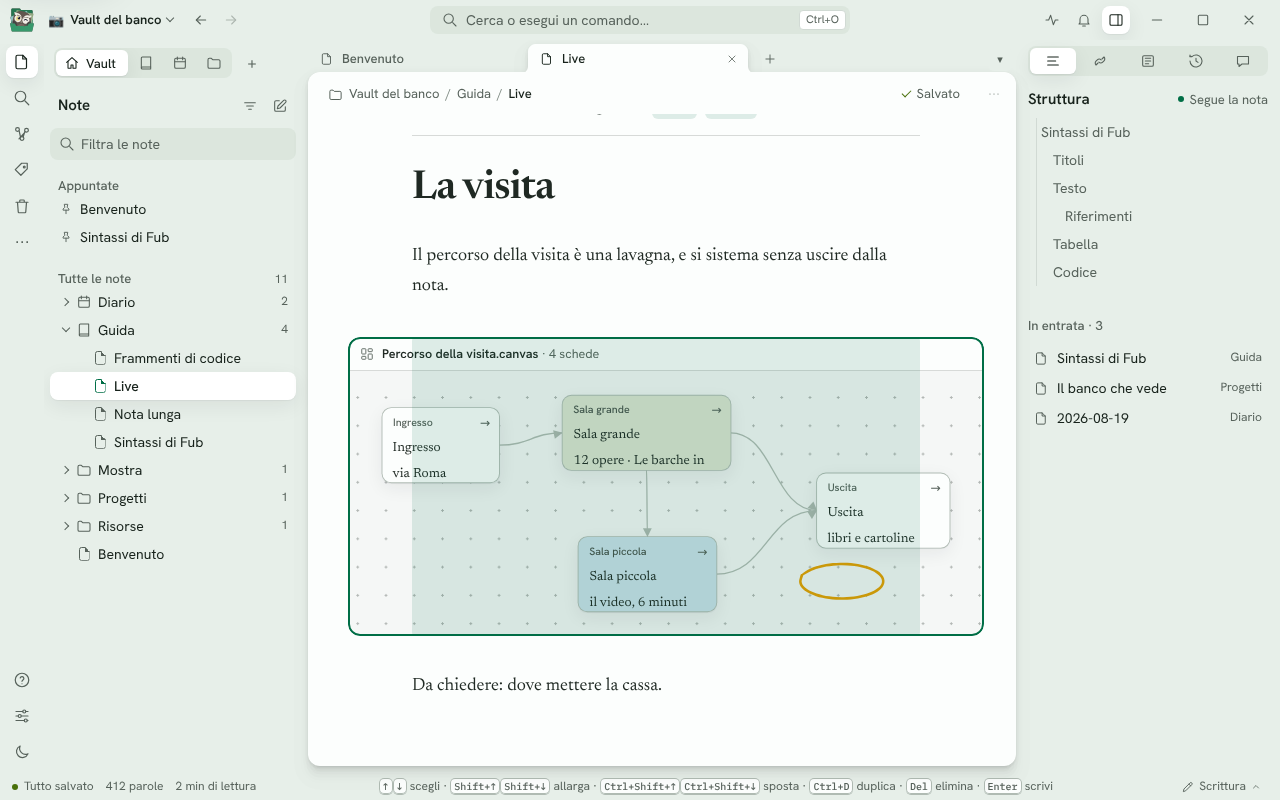 Vault del banco
Cerca o esegui un comando…
Ctrl+O
Vault
Benvenuto
Live
Note
Filtra le note
Appuntate
Benvenuto
Sintassi di Fub
Tutte le note 11
Diario 2
Guida 4
Frammenti di codice
Live
Nota lunga
Sintassi di Fub
Mostra 1
Progetti 1
Risorse 1
Benvenuto
Vault del banco / Guida / Live
Salvato
La visita
Il percorso della visita è una lavagna, e si sistema senza uscire dalla
nota.
Percorso della visita.canvas · 4 schede
Ingresso →
Ingresso
via Roma
Sala grande →
Sala grande
12 opere · Le barche in
Sala piccola →
Sala piccola
il video, 6 minuti
Uscita →
Uscita
libri e cartoline
Da chiedere: dove mettere la cassa.
Struttura
Segue la nota
Sintassi di Fub
Titoli
Testo
Riferimenti
Tabella
Codice
In entrata · 3
Sintassi di Fub Guida
Il banco che vede Progetti
2026-08-19 Diario
Tutto salvato 412 parole 2 min di lettura
↑ ↓ scegli · Shift+↑ Shift+↓ allarga · Ctrl+Shift+↑ Ctrl+Shift+↓ sposta · Ctrl+D duplica · Del elimina · Enter scrivi
Scrittura